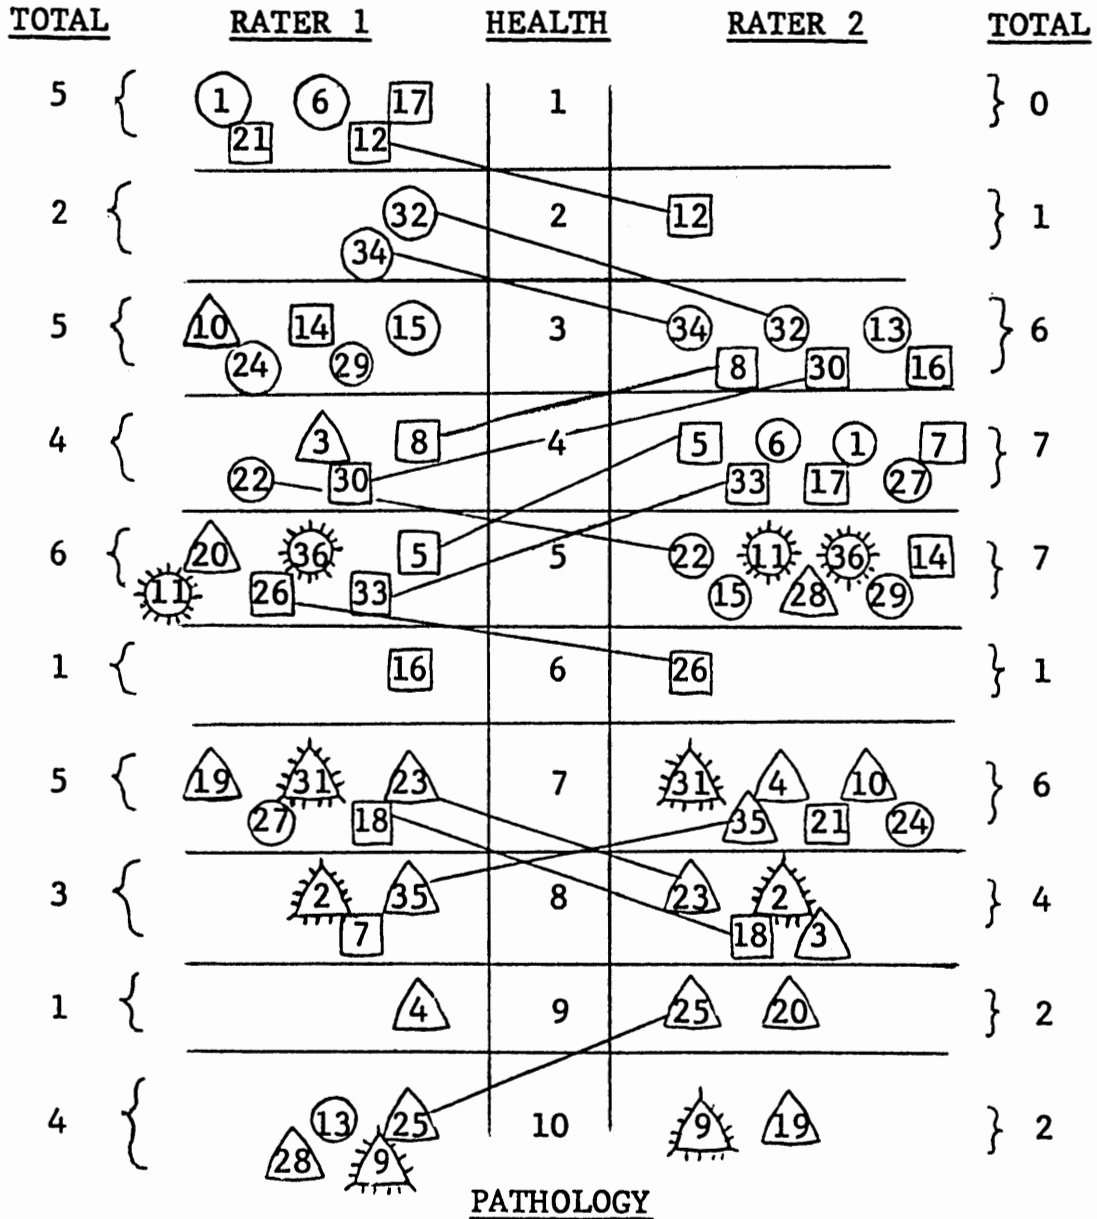 TOTAL RATER 1 HEALTH RATER 2 TOTAL
5 1 6 17 1 0
21 12
2 32 2 12 1
34
5 10 14 15 3 34 32 13 6
24 29 8 30 16
4 3 8 4 5 6 1 7 7
22 30 33 17 27
6 20 36 5 5 22 11 36 14 7
11 26 33 15 28 29
1 16 6 26 1
5 19 31 23 7 31 4 10 6
27 18 35 21 24
3 2 35 8 23 2 4
7 18 3
1 4 9 25 20 2
4 13 25 10 9 19 2
28 9
PATHOLOGY